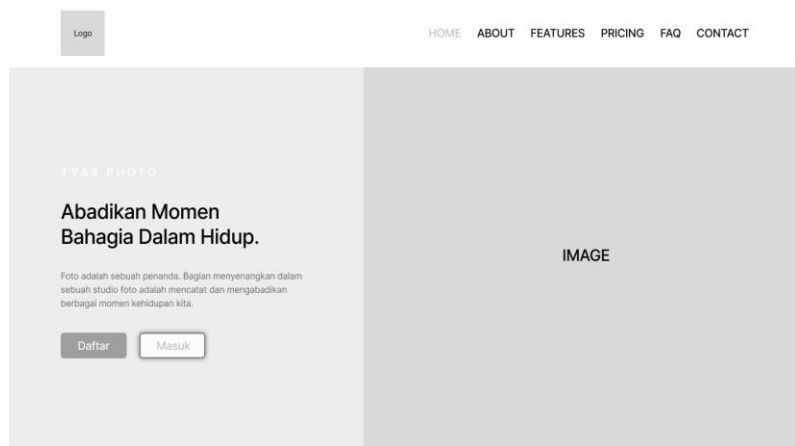 Logo
HOME ABOUT FEATURES PRICING FAQ CONTACT
TYAS PHOTO
Abadikan Momen
Bahagia Dalam Hidup.
Foto adalah sebuah penanda. Bagian menyenangkan dalam
sebuah studio foto adalah mencatat dan mengabadikan
berbagai momen kehidupan kita.
Daftar Masuk
IMAGE